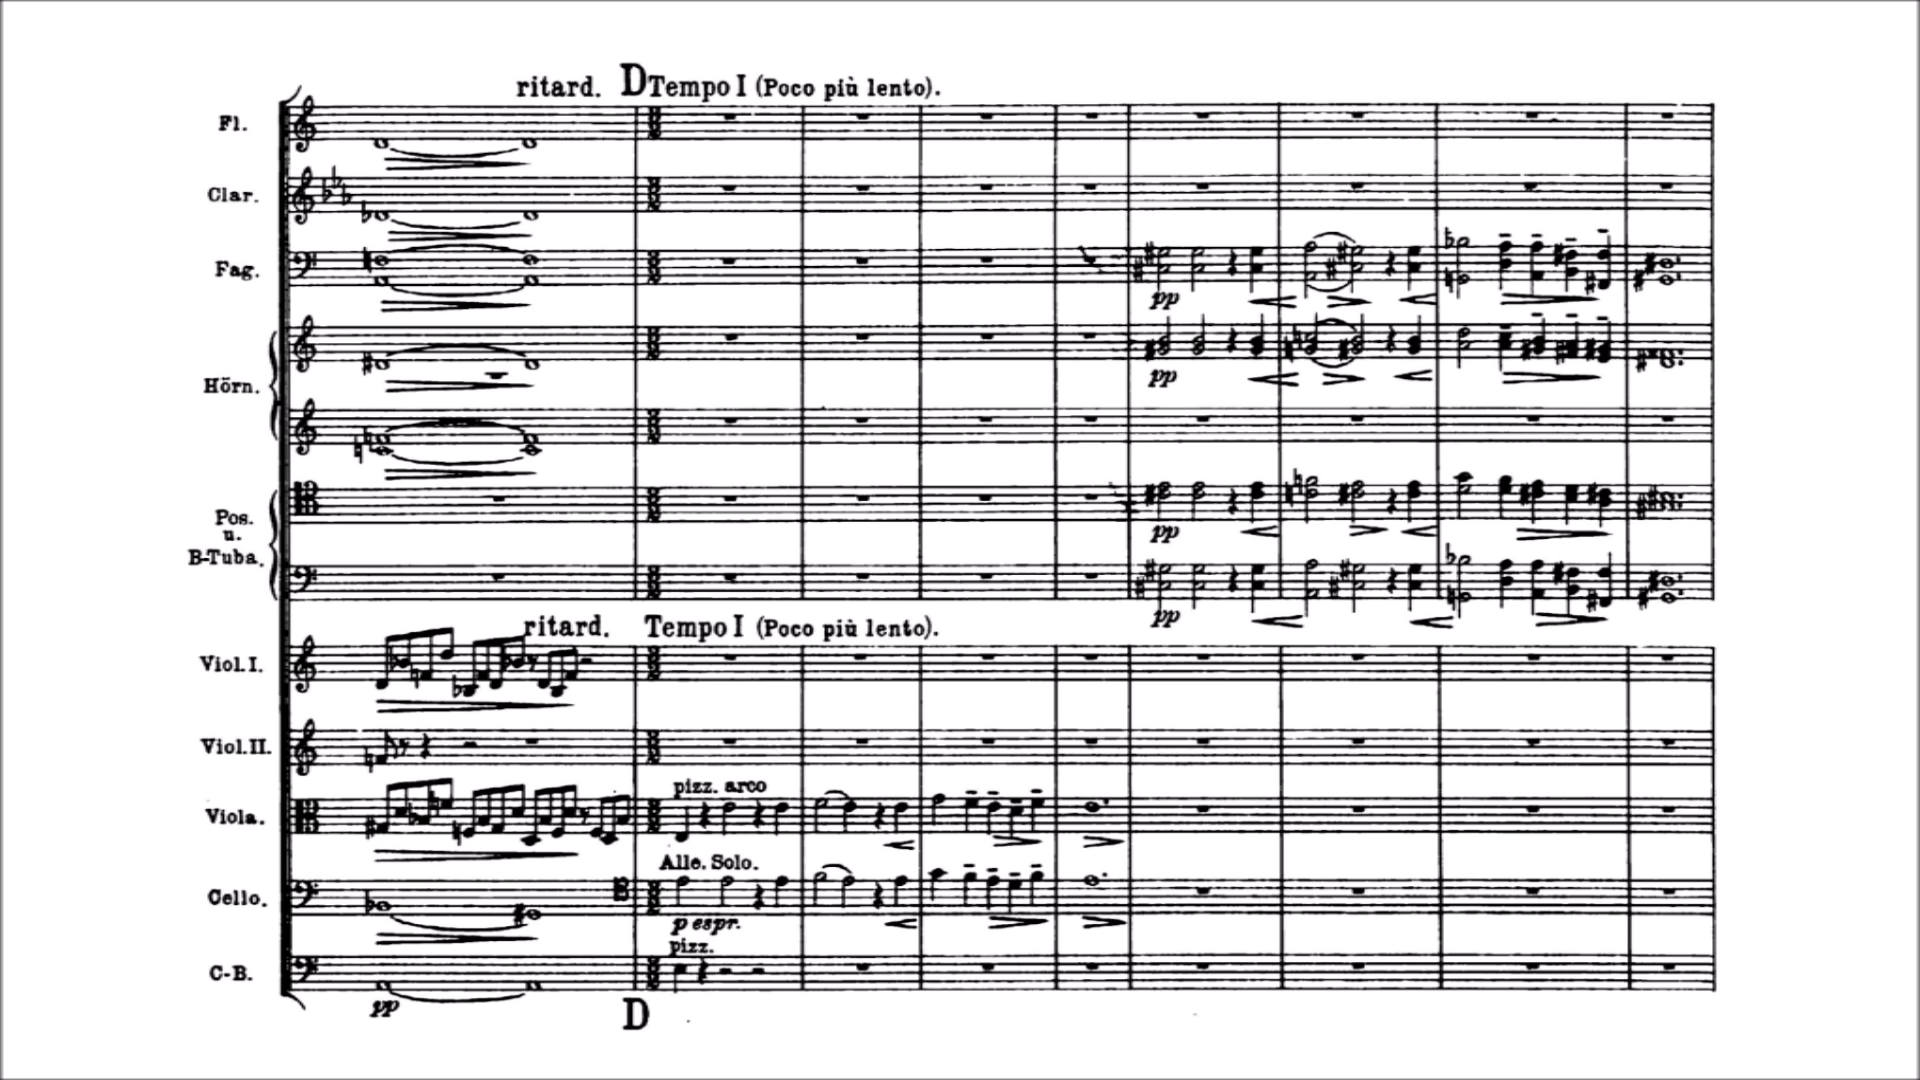 ritard. D Tempo I (Poco più lento).
Fl.
Clar.
Fag.
pp
Hörn.
pp
Pos.
u.
B-Tuba.
pp
pp
ritard. Tempo I (Poco più lento).
Viol. I.
Viol. II.
pizz. arco
Viola.
Alle. Solo.
Cello.
p espr.
pizz.
C-B.
pp
D